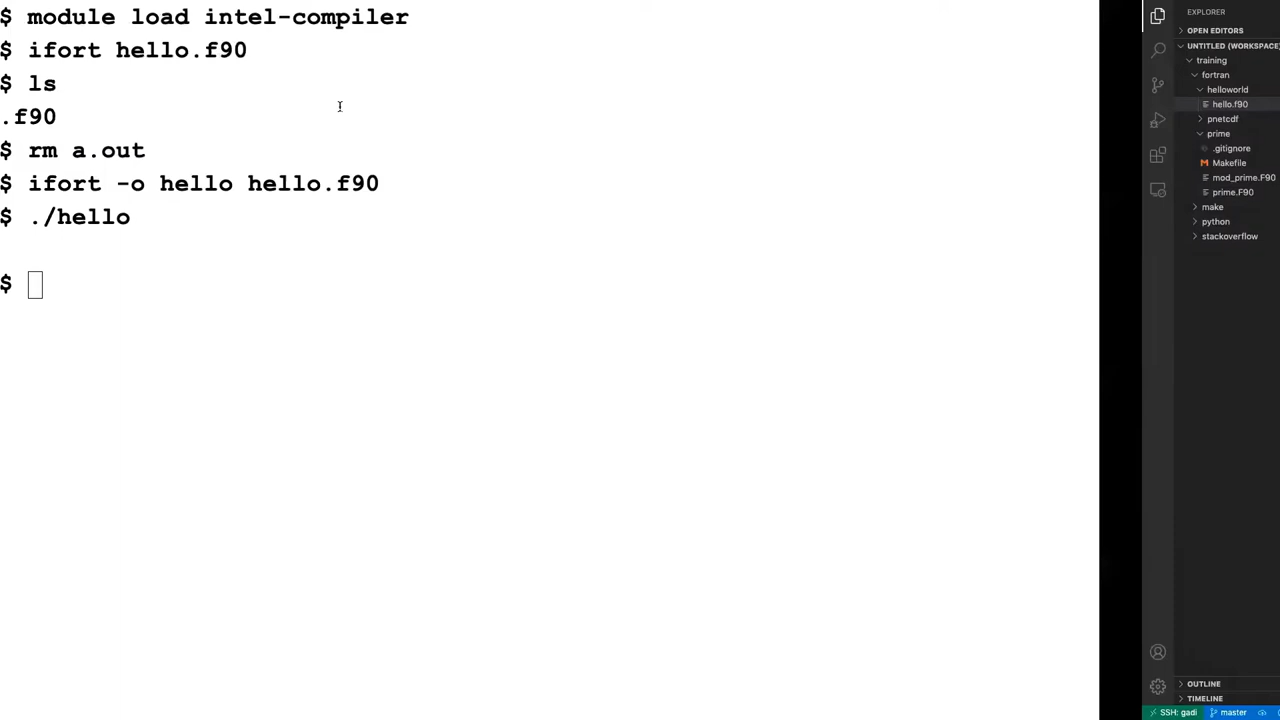 $ module load intel-compiler
$ ifort hello.f90
$ ls
.f90
$ rm a.out
$ ifort -o hello hello.f90
$ ./hello
$
EXPLORER
OPEN EDITORS
UNTITLED (WORKSPACE)
training
fortran
helloworld
hello.f90
pnetcdf
prime
.gitignore
Makefile
mod_prime.F90
prime.F90
make
python
stackoverflow
OUTLINE
TIMELINE
SSH: gadi master